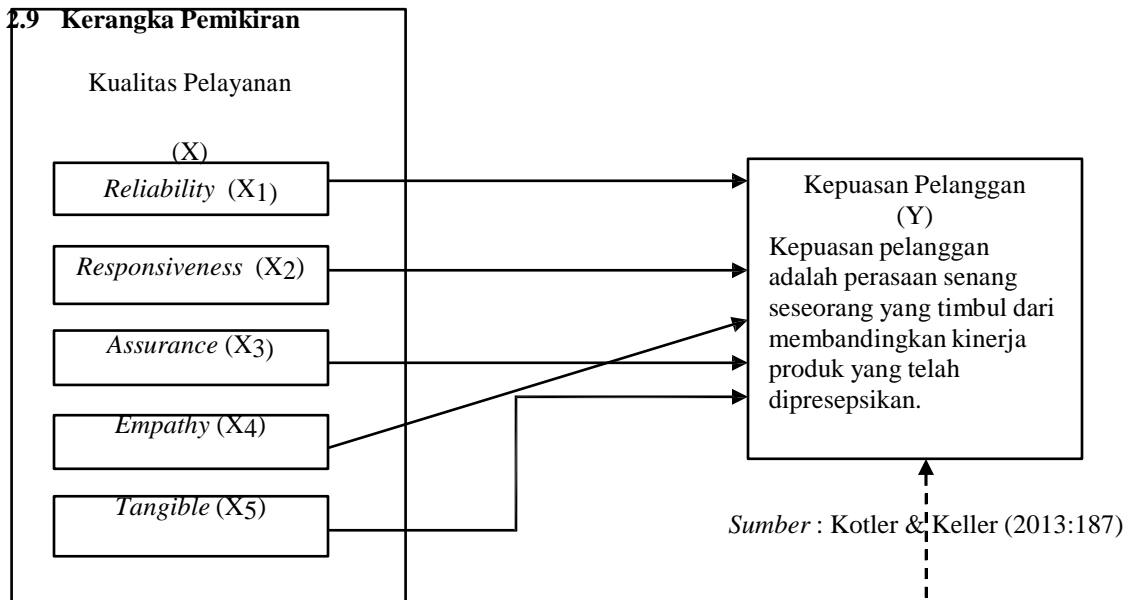 2.9 Kerangka Pemikiran
Kualitas Pelayanan
(X)
Reliability (X1)
Responsiveness (X2)
Assurance (X3)
Empathy (X4)
Tangible (X5)
Kepuasan Pelanggan
(Y)
Kepuasan pelanggan
adalah perasaan senang
seseorang yang timbul dari
membandingkan kinerja
produk yang telah
dipresepsikan.
Sumber : Kotler & Keller (2013:187)